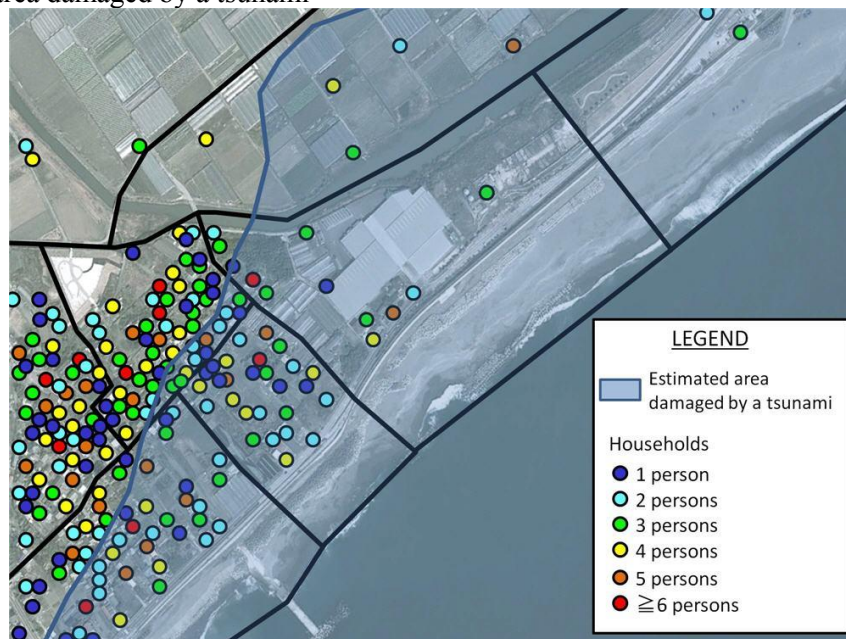 area damaged by a tsunami
LEGEND
Estimated area
damaged by a tsunami
Households
1 person
2 persons
3 persons
4 persons
5 persons
≧6 persons